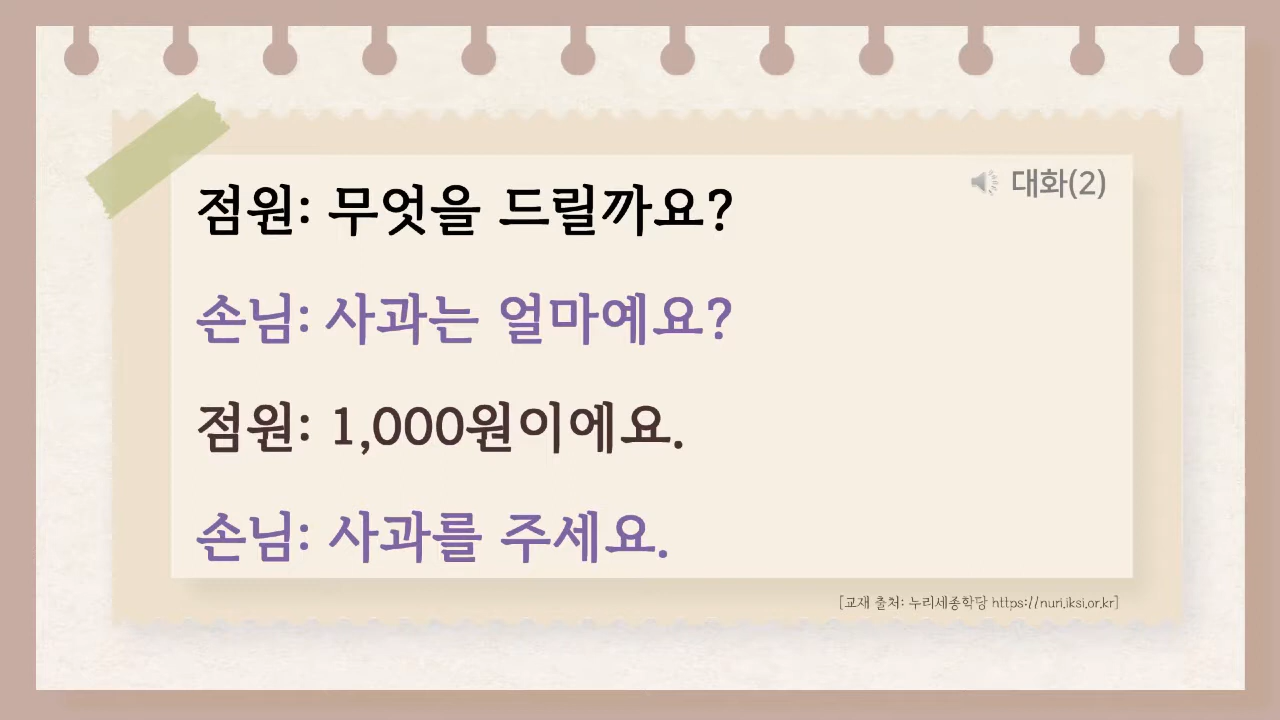 대화(2)
점원: 무엇을 드릴까요?
손님: 사과는 얼마예요?
점원: 1,000원이에요.
손님: 사과를 주세요.
[교재 출처: 누리세종학당 https://nuri.iksi.or.kr]